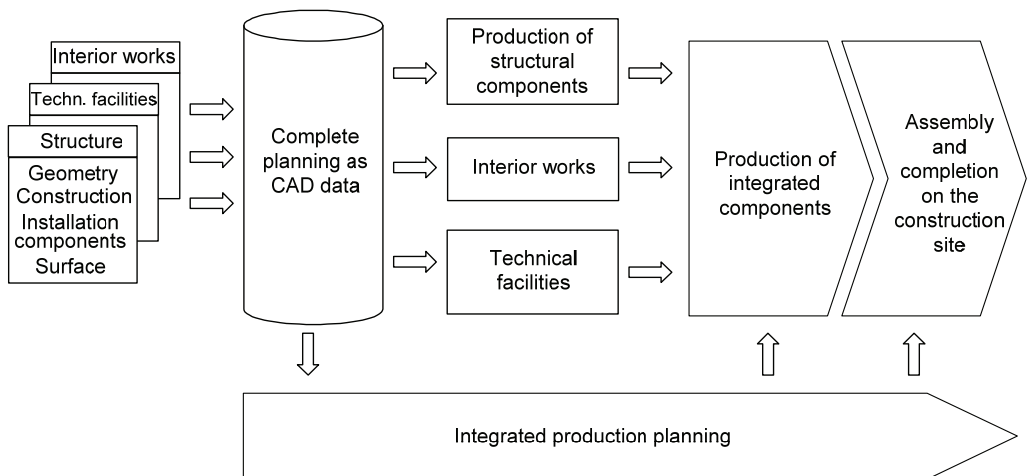 Interior works
Techn. facilities
Structure
Geometry
Construction
Installation
components
Surface
Complete
planning as
CAD data
Production of
structural
components
Interior works
Technical
facilities
Production of
integrated
components
Assembly
and
completion
on the
construction
site
Integrated production planning